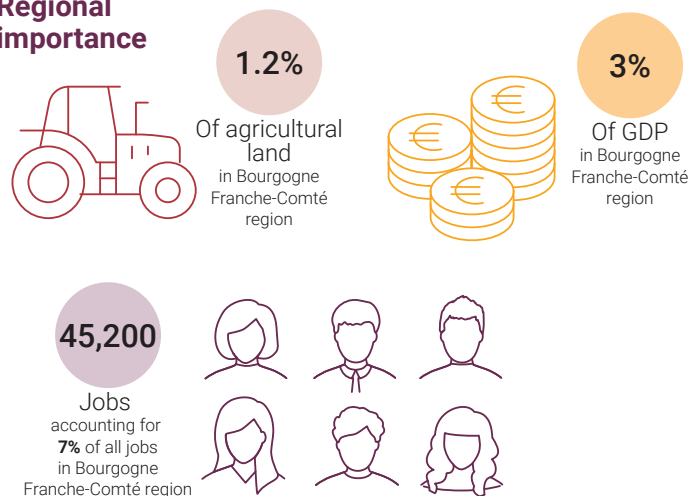 Regional
importance
1.2%
Of agricultural
land
in Bourgogne
Franche-Comté
region
3%
Of GDP
in Bourgogne
Franche-Comté
region
€
€
€
45,200
Jobs
accounting for
7% of all jobs
in Bourgogne
Franche-Comté region